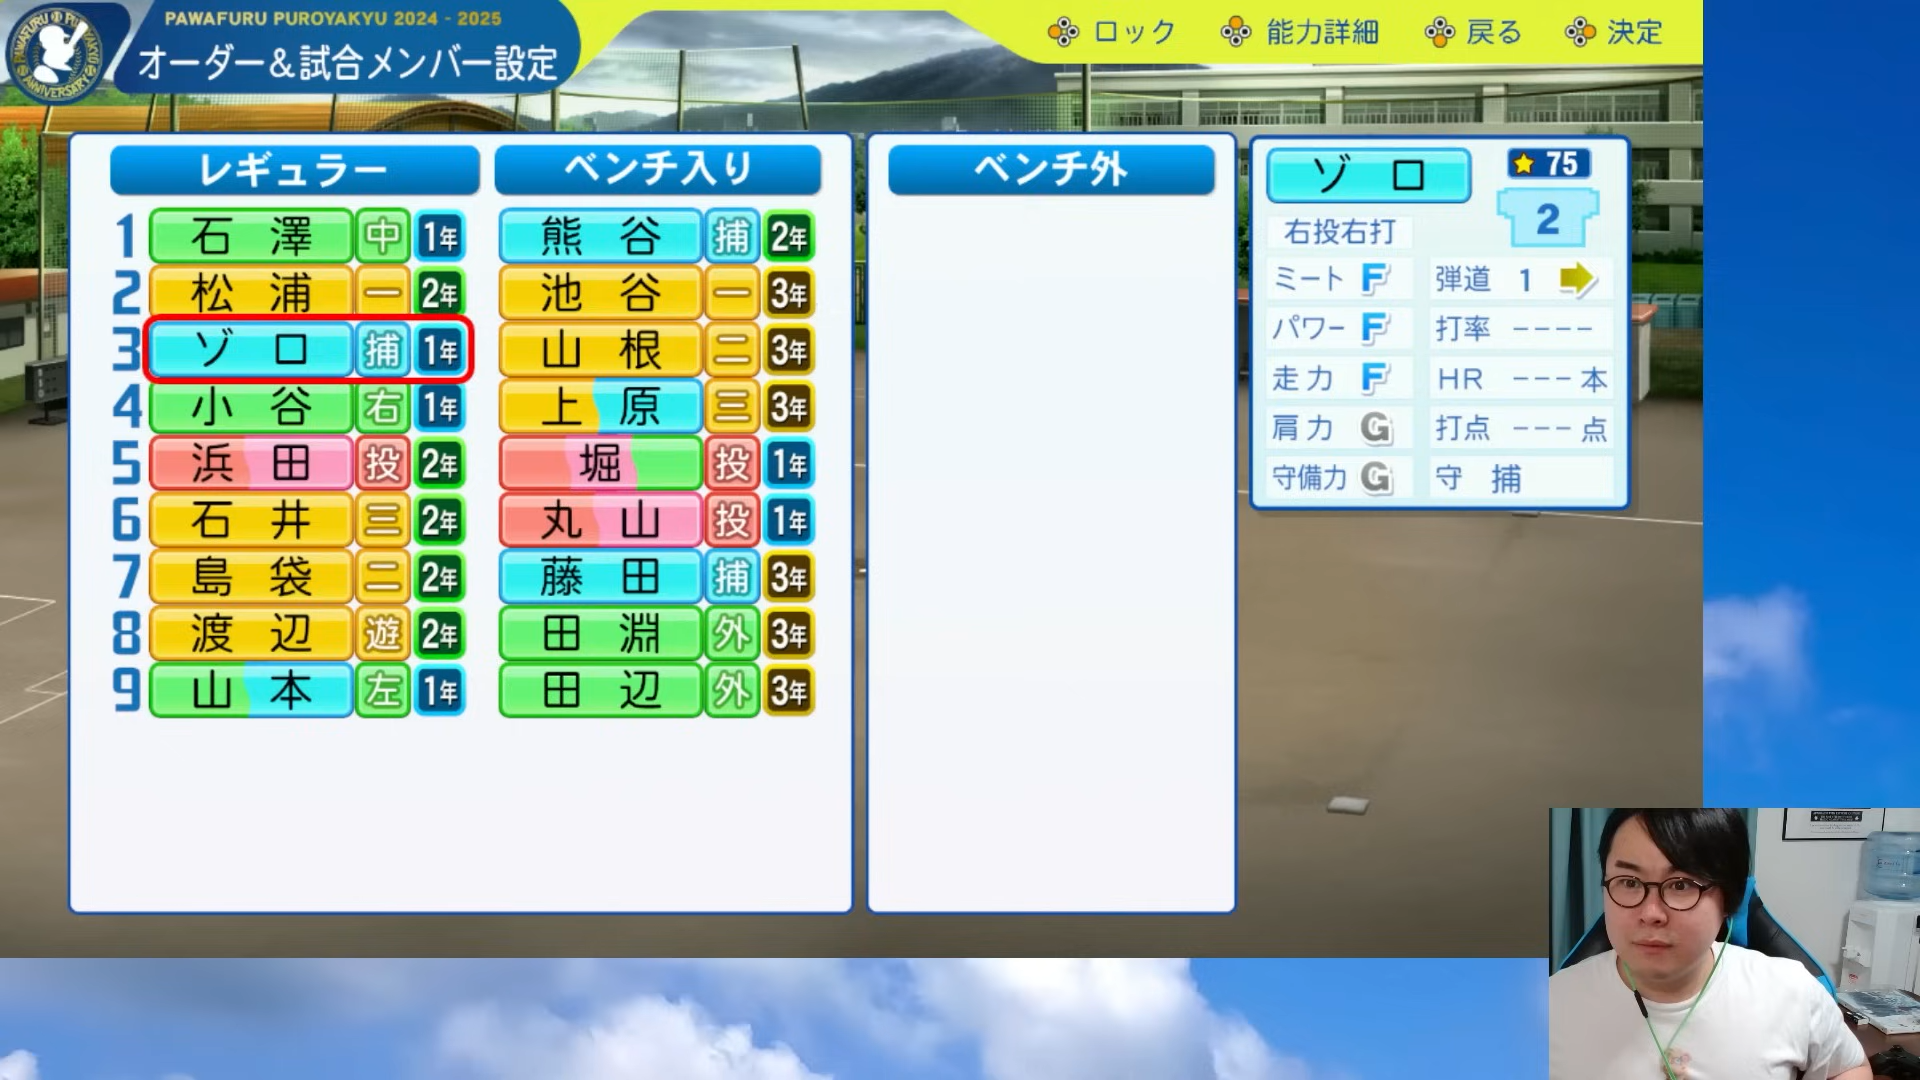 PAWAFURU PUROYAKYU 2024 - 2025
オーダー＆試合メンバー設定
ロック 能力詳細 戻る 決定
レギュラー ベンチ入り ベンチ外
1 石澤 中 1年
2 松浦 一 2年
3 ゾロ 捕 1年
4 小谷 右 1年
5 浜田 投 2年
6 石井 三 2年
7 島袋 二 2年
8 渡辺 遊 2年
9 山本 左 1年
熊谷 捕 2年
池谷 一 3年
山根 二 3年
上原 三 3年
堀 投 1年
丸山 投 1年
藤田 捕 3年
田淵 外 3年
田辺 外 3年
ゾロ 75
右投右打 2
ミート F 弾道 1
パワー F 打率 ----
走力 F HR ---本
肩力 G 打点 ---点
守備力 G 守 捕